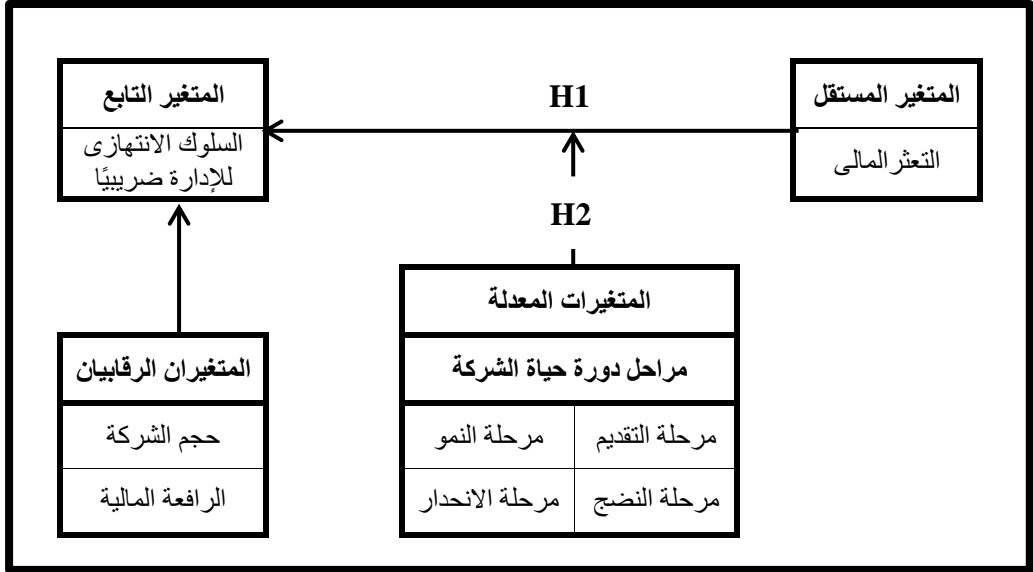 المتغير المستقل
التعثر المالى
H1
المتغير التابع
السلوك الانتهازى
للإدارة ضريبيًا
H2
المتغيرات المعدلة
مراحل دورة حياة الشركة
مرحلة التقديم
مرحلة النمو
مرحلة النضج
مرحلة الانحدار
المتغيران الرقابيان
حجم الشركة
الرافعة المالية